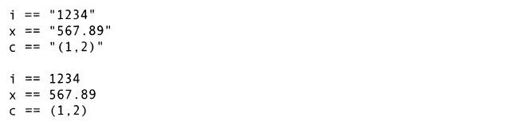 i == "1234"
x == "567.89"
c == "(1,2)"
i == 1234
x == 567.89
c == (1,2)